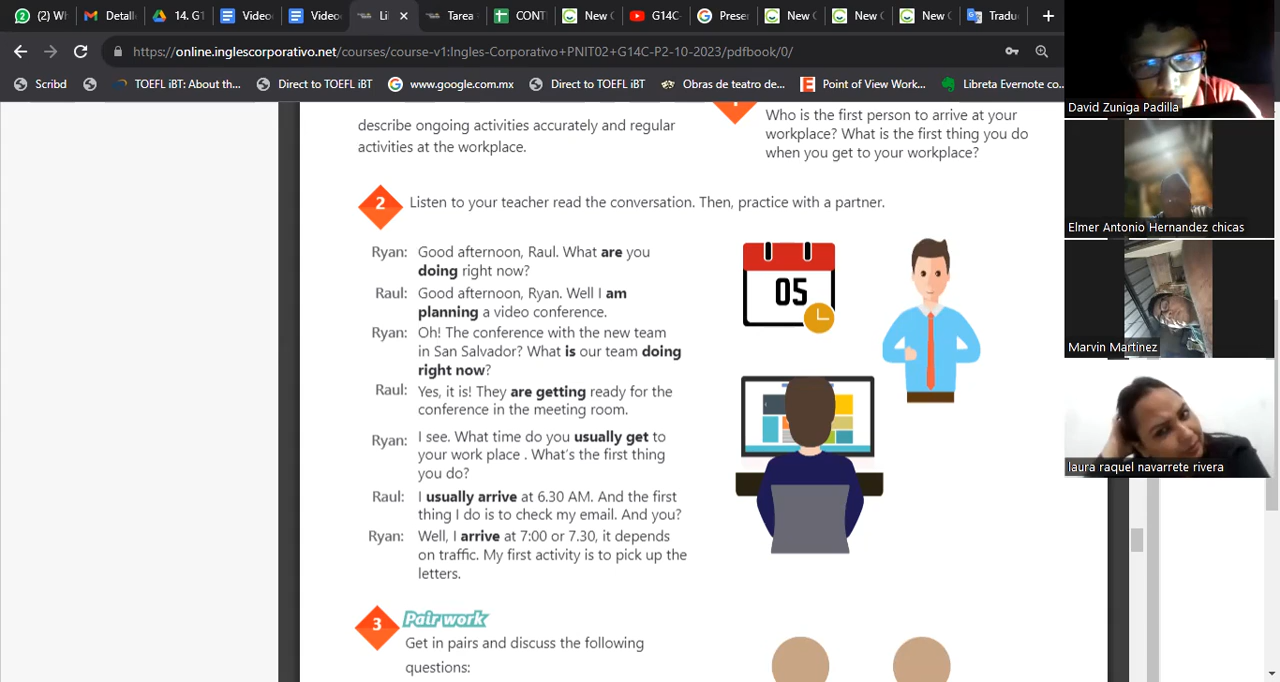 (2) Wh
Detalle
14. G1
Video
Video
Li
Tarea
CONT
New C
G14C-
Prese
New C
New C
New C
Tradu
https://online.inglescorporativo.net/courses/course-v1:Ingles-Corporativo+PNIT02+G14C-P2-10-2023/pdfbook/0/
Scribd
TOEFL iBT: About th...
Direct to TOEFL iBT
www.google.com.mx
Direct to TOEFL iBT
Obras de teatro de...
Point of View Work...
Libreta Evernote co...
describe ongoing activities accurately and regular
activities at the workplace.
1
Who is the first person to arrive at your
workplace? What is the first thing you do
when you get to your workplace?
2
Listen to your teacher read the conversation. Then, practice with a partner.
Ryan: Good afternoon, Raul. What are you
doing right now?
Raul: Good afternoon, Ryan. Well I am
planning a video conference.
Ryan: Oh! The conference with the new team
in San Salvador? What is our team doing
right now?
Raul: Yes, it is! They are getting ready for the
conference in the meeting room.
Ryan: I see. What time do you usually get to
your work place . What's the first thing
you do?
Raul: I usually arrive at 6.30 AM. And the first
thing I do is to check my email. And you?
Ryan: Well, I arrive at 7:00 or 7.30, it depends
on traffic. My first activity is to pick up the
letters.
05
3
Pair work
Get in pairs and discuss the following
questions:
David Zuniga Padilla
Elmer Antonio Hernandez chicas
Marvin Martinez
laura raquel navarrete rivera